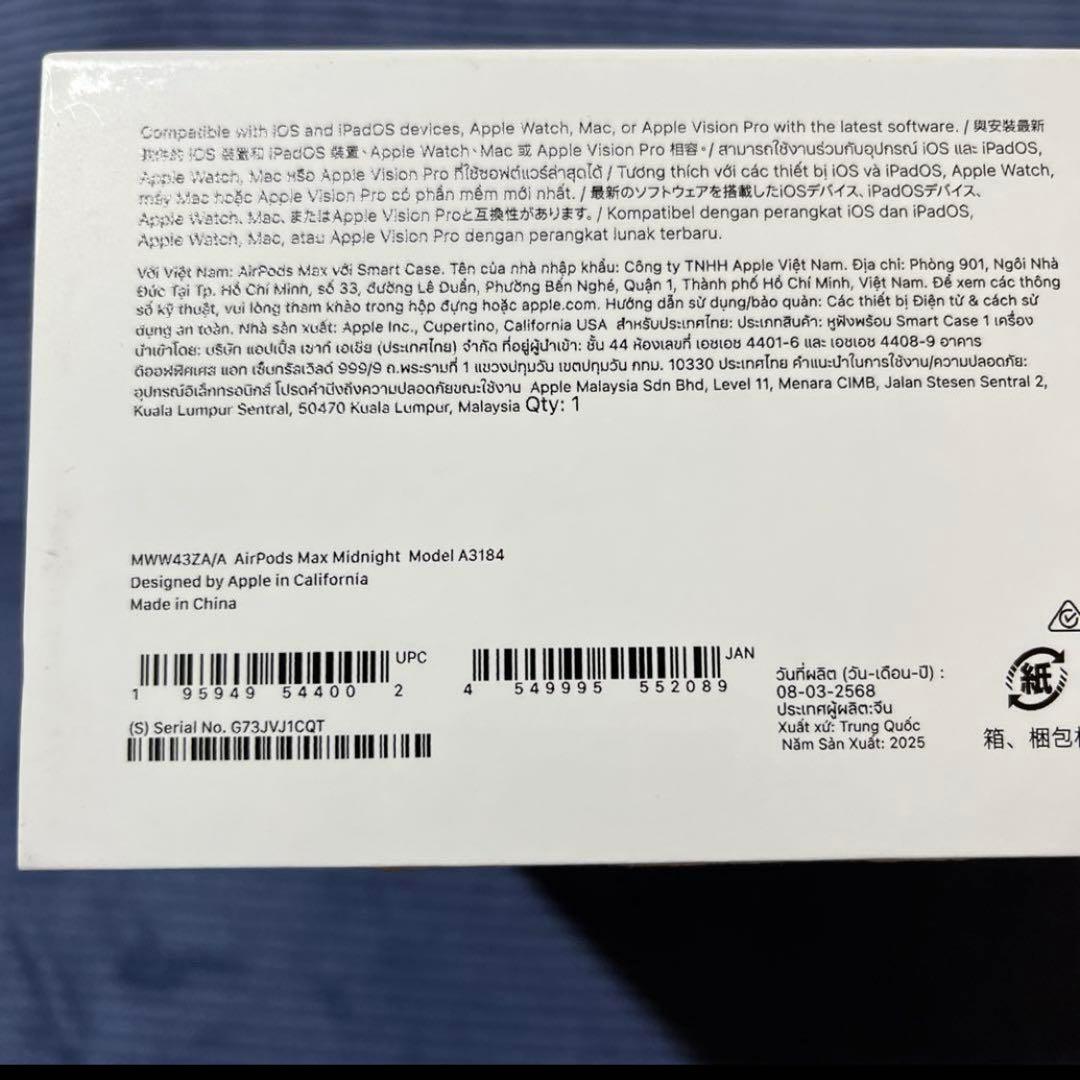 Compatible with iOS and iPadOS devices, Apple Watch, Mac, or Apple Vision Pro with the latest software. / 與安裝最新
軟件的 iOS 裝置和 iPadOS 裝置、Apple Watch、Mac 或 Apple Vision Pro 相容。/ สามารถใช้งานร่วมกับอุปกรณ์ iOS และ iPadOS,
Apple Watch, Mac หรือ Apple Vision Pro ที่ใช้ซอฟต์แวร์ล่าสุดได้ / Tương thích với các thiết bị iOS và iPadOS, Apple Watch,
máy Mac hoặc Apple Vision Pro có phần mềm mới nhất. / 最新のソフトウェアを搭載したiOSデバイス、iPadOSデバイス、
Apple Watch、Mac、またはApple Vision Proと互換性があります。/ Kompatibel dengan perangkat iOS dan iPadOS,
Apple Watch, Mac, atau Apple Vision Pro dengan perangkat lunak terbaru.
Với Việt Nam: AirPods Max với Smart Case. Tên của nhà nhập khẩu: Công ty TNHH Apple Việt Nam. Địa chỉ: Phòng 901, Ngôi Nhà
Đức Tại Tp. Hồ Chí Minh, số 33, đường Lê Duẩn, Phường Bến Nghé, Quận 1, Thành phố Hồ Chí Minh, Việt Nam. Để xem các thông
số kỹ thuật, vui lòng tham khảo trong hộp đựng hoặc apple.com. Hướng dẫn sử dụng/bảo quản: Các thiết bị Điện tử & cách sử
dụng an toàn. Nhà sản xuất: Apple Inc., Cupertino, California USA สำหรับประเทศไทย: ประเภทสินค้า: หูฟังพร้อม Smart Case 1 เครื่อง
นำเข้าโดย: บริษัท แอปเปิ้ล เซาท์ เอเชีย (ประเทศไทย) จำกัด ที่อยู่ผู้นำเข้า: ชั้น 44 ห้องเลขที่ เอชเอช 4401-6 และ เอชเอช 4408-9 อาคาร
ดิออฟฟิศเศส แอท เซ็นทรัลเวิลด์ 999/9 ถ.พระรามที่ 1 แขวงปทุมวัน เขตปทุมวัน กทม. 10330 ประเทศไทย คำแนะนำในการใช้งาน/ความปลอดภัย:
อุปกรณ์อิเล็กทรอนิกส์ โปรดคำนึงถึงความปลอดภัยขณะใช้งาน Apple Malaysia Sdn Bhd, Level 11, Menara CIMB, Jalan Stesen Sentral 2,
Kuala Lumpur Sentral, 50470 Kuala Lumpur, Malaysia Qty: 1
MWW43ZA/A AirPods Max Midnight Model A3184
Designed by Apple in California
Made in China
UPC
1 95949 54400 2
JAN
4 549995 552089
(S) Serial No. G73JVJ1CQT
วันที่ผลิต (วัน-เดือน-ปี) :
08-03-2568
ประเทศผู้ผลิต:จีน
Xuất xứ: Trung Quốc
Năm Sản Xuất: 2025
紙
箱、梱包